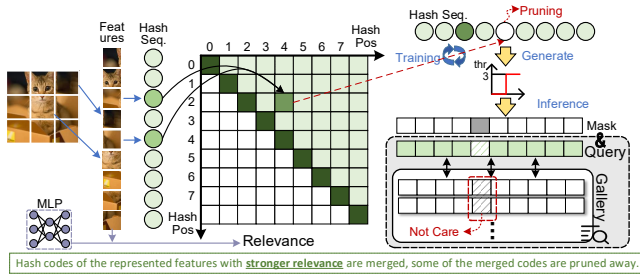 Feat
ures
Hash
Seq.
Hash
Pos
0 1 2 3 4 5 6 7
0
1
2
3
4
5
6
7
Hash
Pos
MLP
Relevance
Hash Seq.
Pruning
Training
Generate
thr.
3
Inference
Mask
&
Query
Gallery
Not Care
Hash codes of the represented features with stronger relevance are merged, some of the merged codes are pruned away.